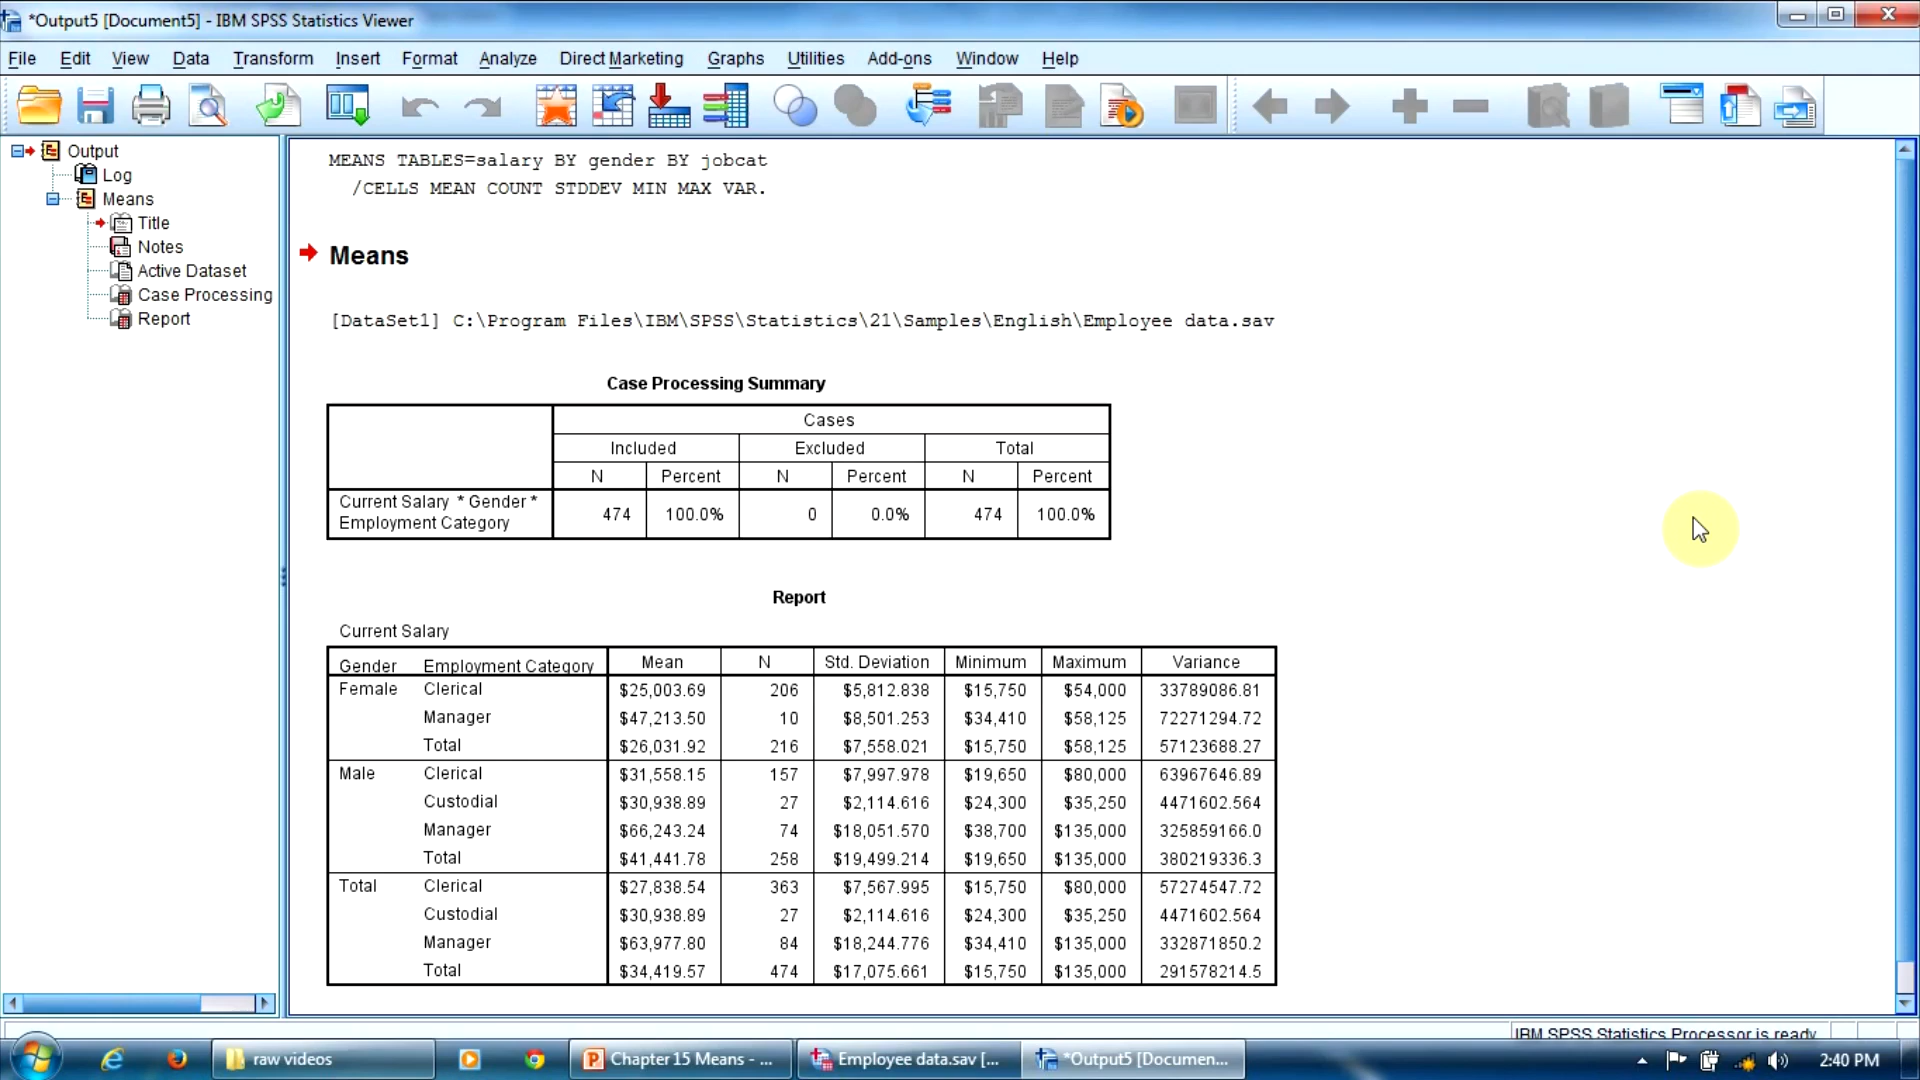 *Output5 [Document5] - IBM SPSS Statistics Viewer
File Edit View Data Transform Insert Format Analyze Direct Marketing Graphs Utilities Add-ons Window Help
Output
Log
Means
Title
Notes
Active Dataset
Case Processing
Report
MEANS TABLES=salary BY gender BY jobcat
/CELLS MEAN COUNT STDDEV MIN MAX VAR.
Means
[DataSet1] C:\Program Files\IBM\SPSS\Statistics\21\Samples\English\Employee data.sav
Case Processing Summary
Cases
Included Excluded Total
N Percent N Percent N Percent
Current Salary * Gender *
Employment Category 474 100.0% 0 0.0% 474 100.0%
Report
Current Salary
Gender Employment Category Mean N Std. Deviation Minimum Maximum Variance
Female Clerical $25,003.69 206 $5,812.838 $15,750 $54,000 33789086.81
Manager $47,213.50 10 $8,501.253 $34,410 $58,125 72271294.72
Total $26,031.92 216 $7,558.021 $15,750 $58,125 57123688.27
Male Clerical $31,558.15 157 $7,997.978 $19,650 $80,000 63967646.89
Custodial $30,938.89 27 $2,114.616 $24,300 $35,250 4471602.564
Manager $66,243.24 74 $18,051.570 $38,700 $135,000 325859166.0
Total $41,441.78 258 $19,499.214 $19,650 $135,000 380219336.3
Total Clerical $27,838.54 363 $7,567.995 $15,750 $80,000 57274547.72
Custodial $30,938.89 27 $2,114.616 $24,300 $35,250 4471602.564
Manager $63,977.80 84 $18,244.776 $34,410 $135,000 332871850.2
Total $34,419.57 474 $17,075.661 $15,750 $135,000 291578214.5
IBM SPSS Statistics Processor is ready
raw videos
Chapter 15 Means - ...
Employee data.sav [...
*Output5 [Documen...
2:40 PM